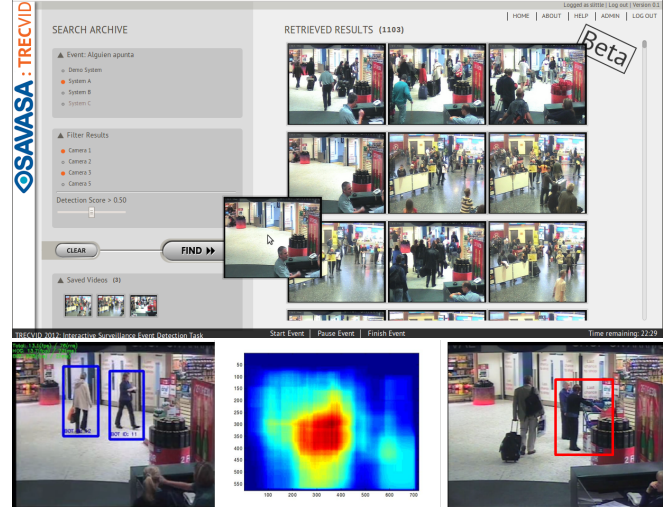 Logged as slittle | Log out | Version 0.2
HOME | ABOUT | HELP | ADMIN | LOG OUT
SAVASA : TRECVID
SEARCH ARCHIVE
RETRIEVED RESULTS (1103)
Beta
Event: Alguien apunta
Demo System
System A
System B
System C
Filter Results
Camera 1
Camera 2
Camera 3
Camera 5
Detection Score > 0.50
CLEAR
FIND
Saved Videos (3)
TRECVID 2012: Interactive Surveillance Event Detection Task
Start Event | Pause Event | Finish Event
Time remaining: 22:29
BOT ID: 11
50
100
150
200
250
300
350
400
450
500
550
100 200 300 400 500 600 700